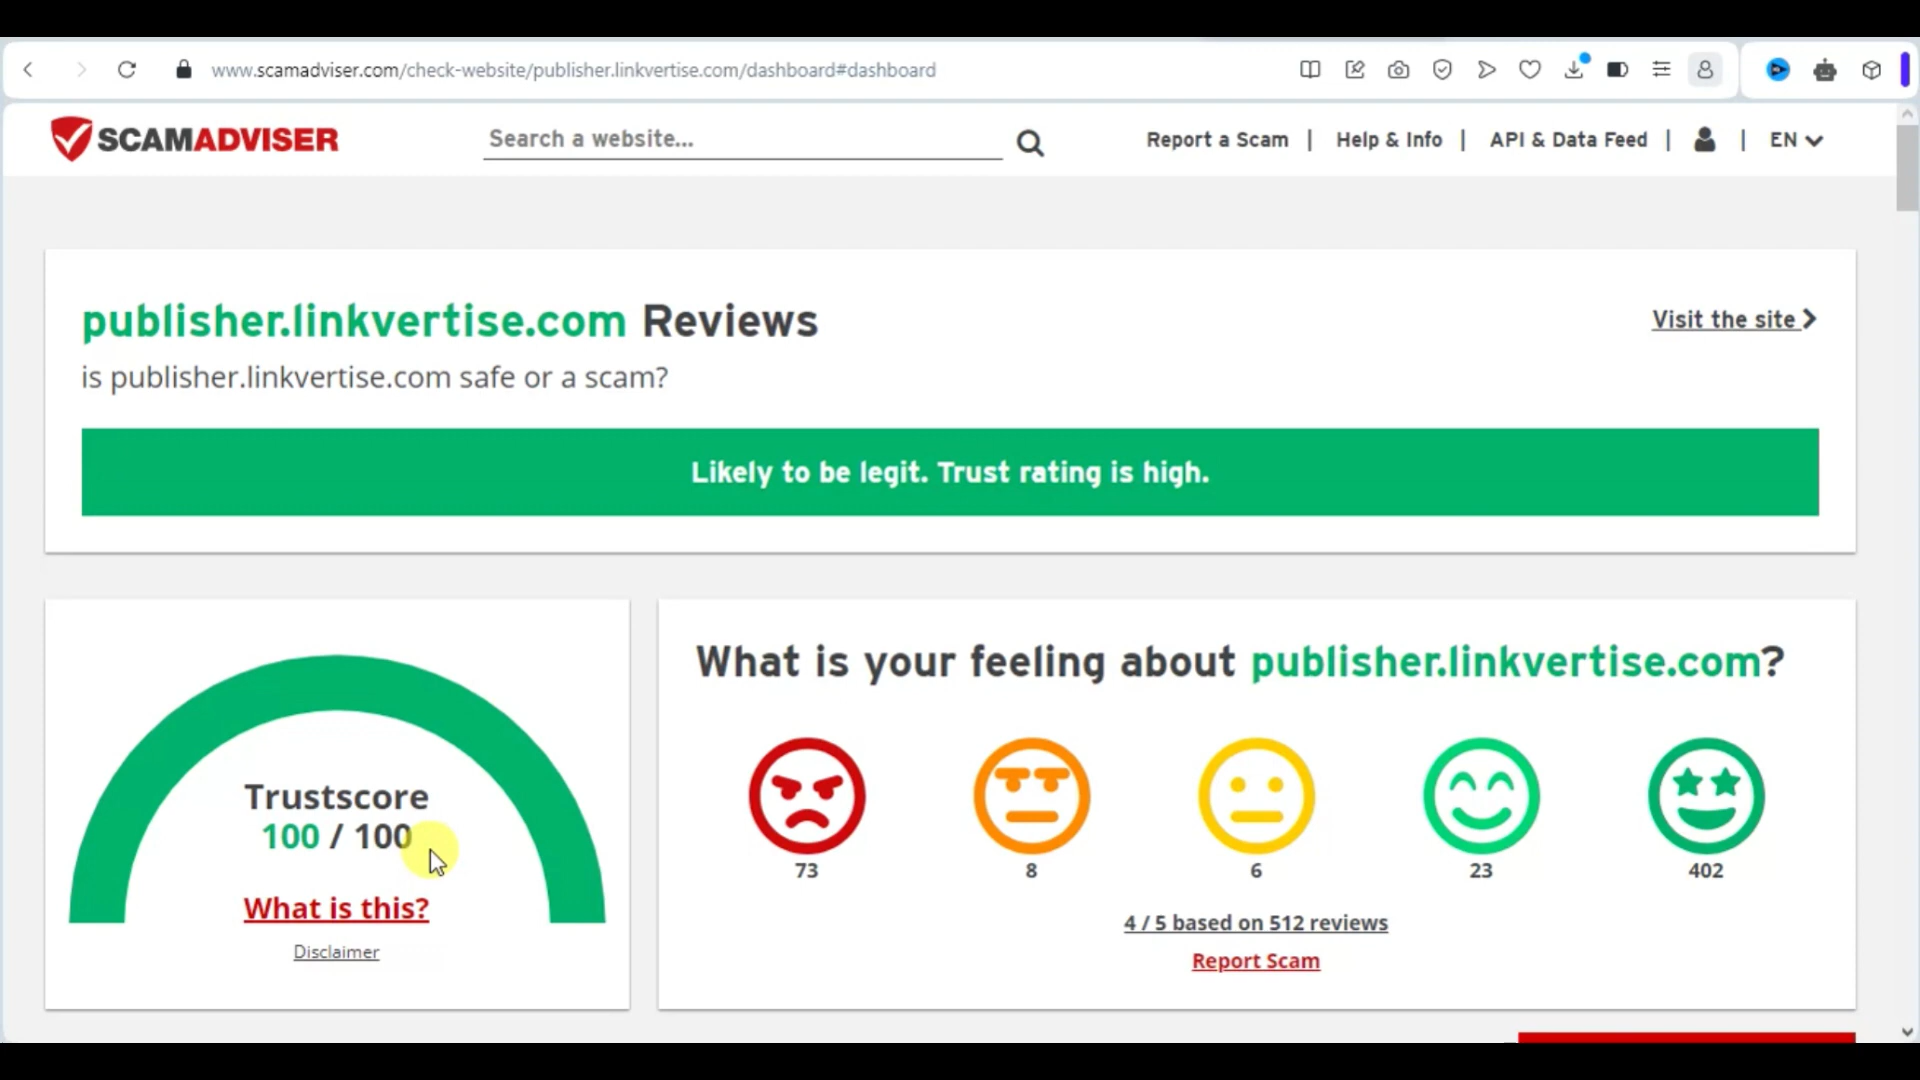 www.scamadviser.com/check-website/publisher.linkvertise.com/dashboard#dashboard
SCAMADVISER
Search a website...
Report a Scam | Help & Info | API & Data Feed | | EN
publisher.linkvertise.com Reviews
Visit the site
is publisher.linkvertise.com safe or a scam?
Likely to be legit. Trust rating is high.
Trustscore
100 / 100
What is this?
Disclaimer
What is your feeling about publisher.linkvertise.com?
73 8 6 23 402
4 / 5 based on 512 reviews
Report Scam